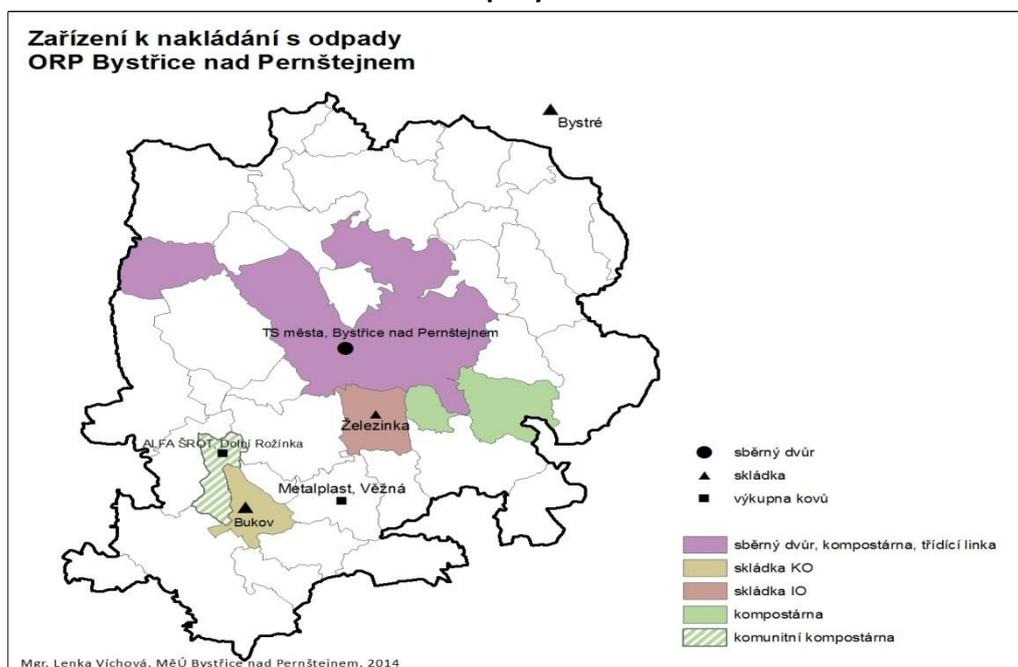 Zařízení k nakládání s odpady
ORP Bystřice nad Pernštejnem
Bystré
TS města, Bystřice nad Pernštejnem
Železinka
ALFA ŠROT, Dolní Rožínka
Metalplast, Věžná
Bukov
sběrný dvůr
skládka
výkupna kovů
sběrný dvůr, kompostárna, třídící linka
skládka KO
skládka IO
kompostárna
komunitní kompostárna
Mgr. Lenka Víchová, MěÚ Bystřice nad Pernštejnem, 2014